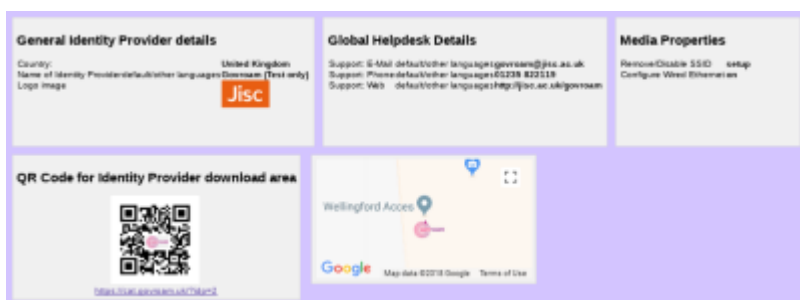 General Identity Provider details
Country: United Kingdom
Name of Identity Provider default/other languages Govroam (Test only)
Logo image
Jisc
Global Helpdesk Details
Support: E-Mail default/other languages govroam@jisc.ac.uk
Support: Phone default/other languages 01235 822115
Support: Web default/other languages http://jisc.ac.uk/govroam
Media Properties
Remove/Disable SSID setup
Configure Wired Ethernet on
QR Code for Identity Provider download area
Wellingford Acces
Google
Map data ©2018 Google
Terms of Use